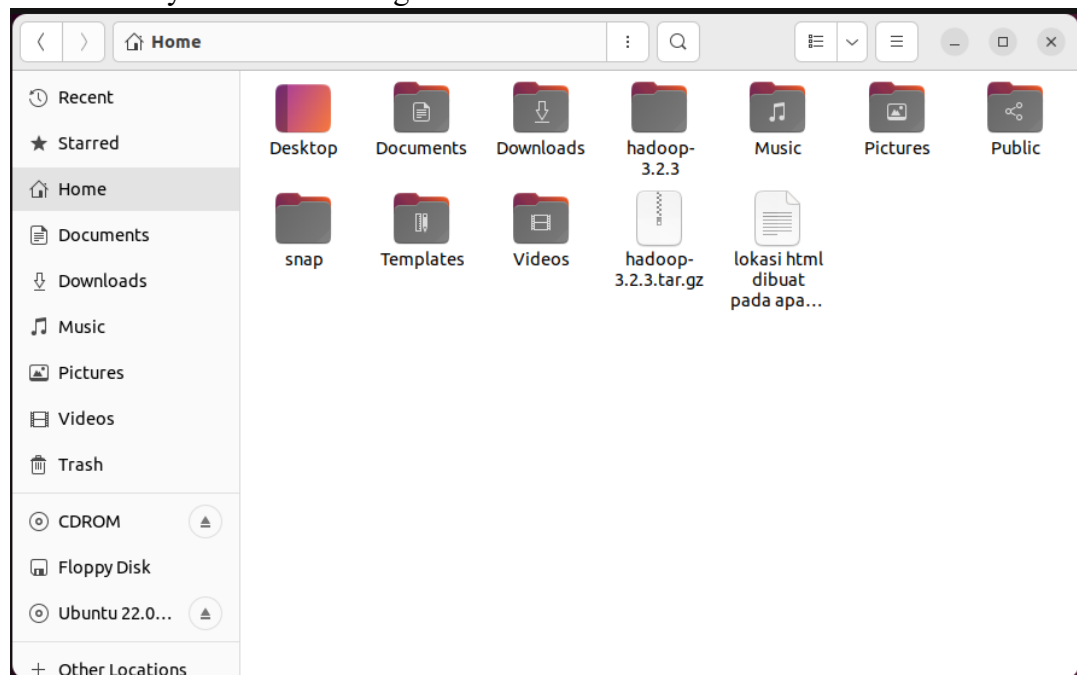 Home
Recent
Starred
Home
Documents
Downloads
Music
Pictures
Videos
Trash
CDROM
Floppy Disk
Ubuntu 22.0...
Other Locations
Desktop
Documents
Downloads
hadoop-
3.2.3
Music
Pictures
Public
snap
Templates
Videos
hadoop-
3.2.3.tar.gz
lokasi html
dibuat
pada apa...